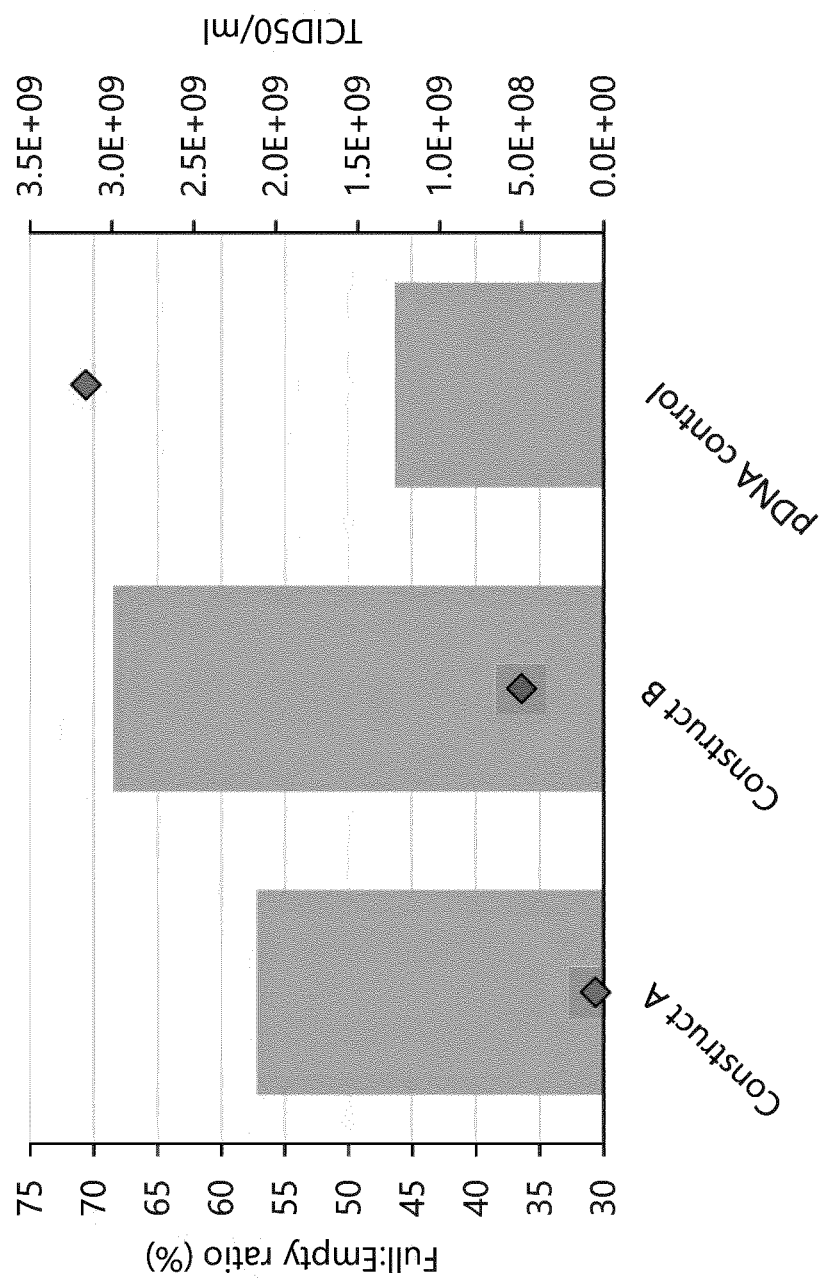 Full:Empty ratio (%)
75
70
65
60
55
50
45
40
35
30
Construct A
Construct B
pDNA control
3.5E+09
3.0E+09
2.5E+09
2.0E+09
1.5E+09
1.0E+09
5.0E+08
0.0E+00
TCID50/ml